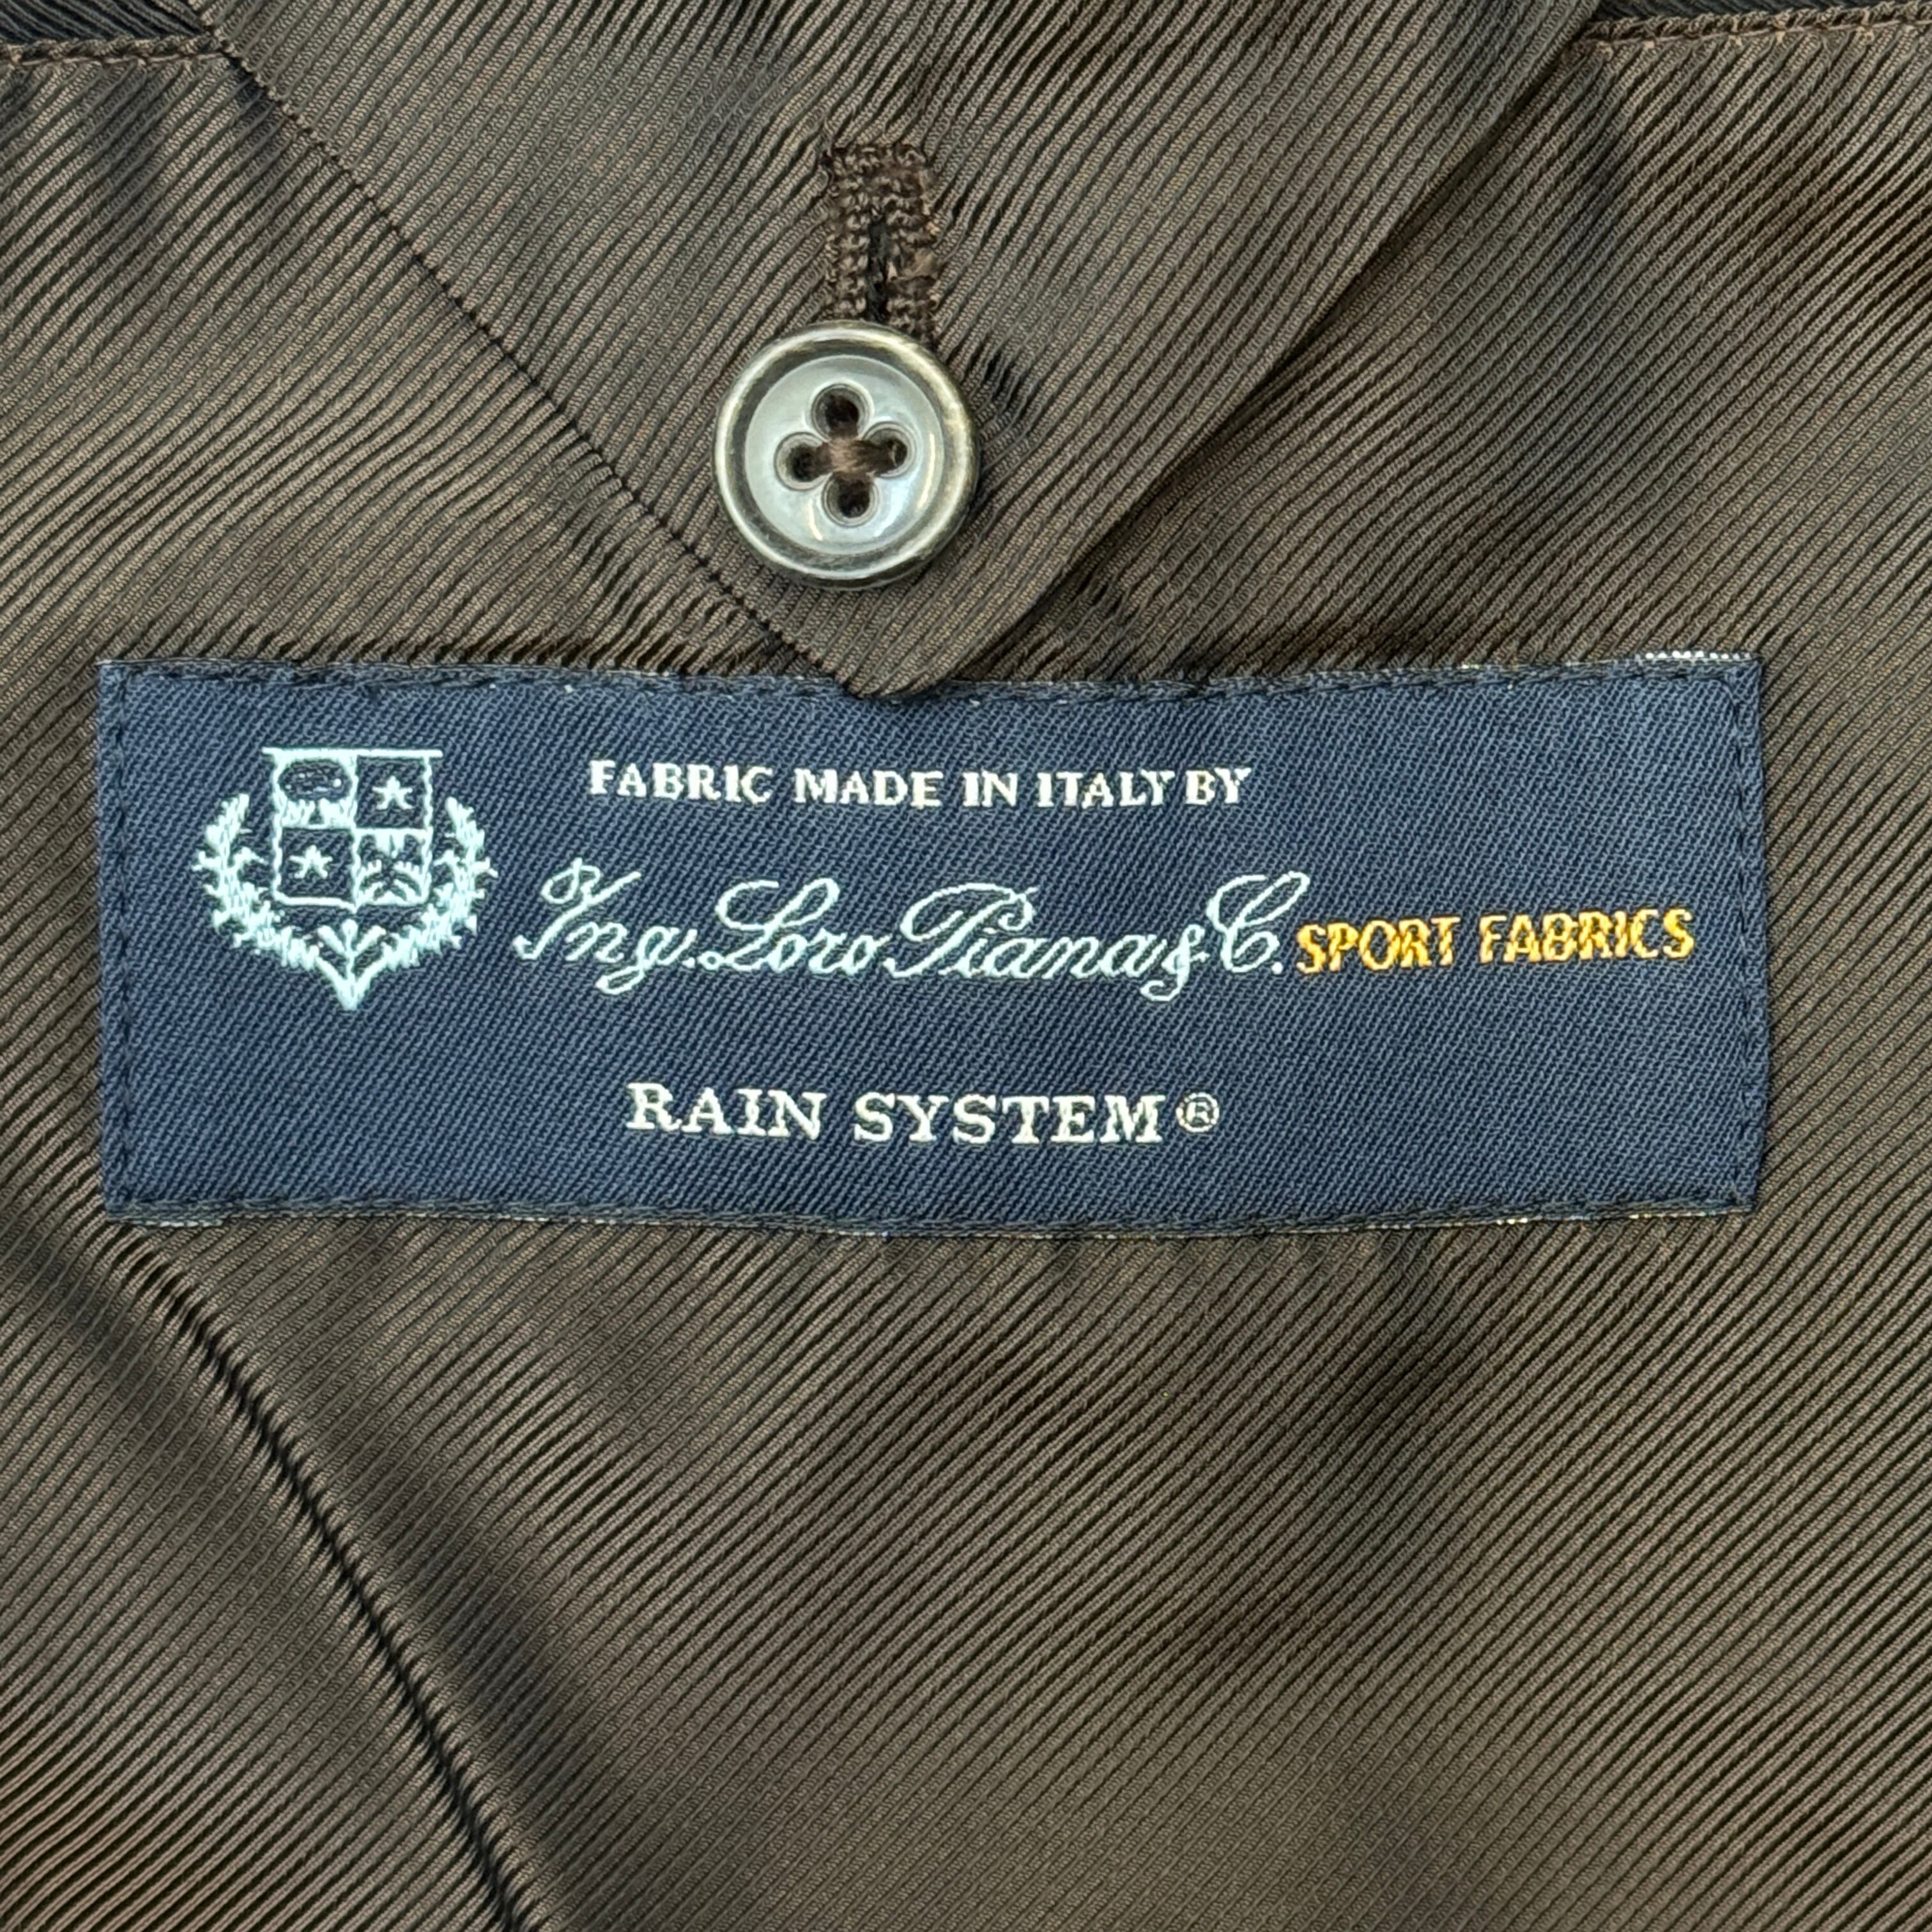 FABRIC MADE IN ITALY BY
Ing. Loro Piana & C. SPORT FABRICS
RAIN SYSTEM®